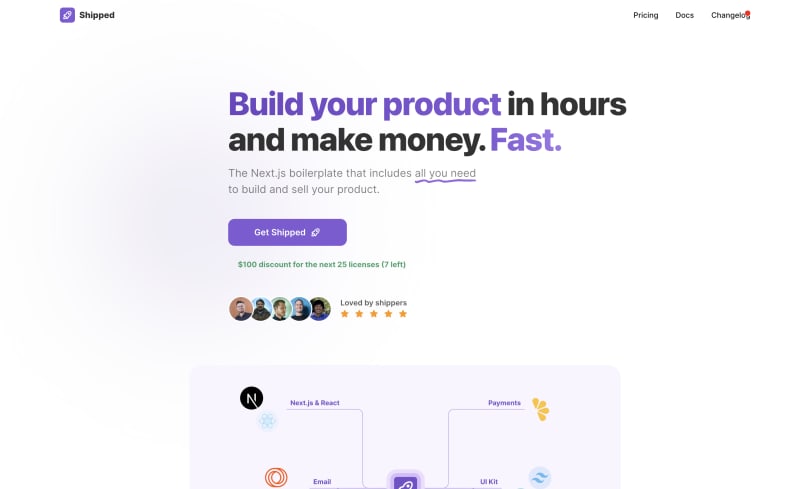 Shipped
Pricing
Docs
Changelog
Build your product in hours
and make money. Fast.
The Next.js boilerplate that includes all you need
to build and sell your product.
Get Shipped
$100 discount for the next 25 licenses (7 left)
Loved by shippers
N
Next.js & React
Payments
Email
UI Kit